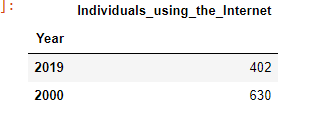 ]:
Individuals_using_the_Internet
Year
2019 402
2000 630